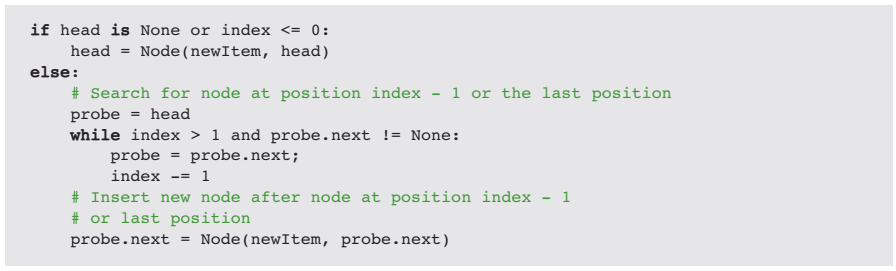 if head is None or index <= 0:
    head = Node(newItem, head)
else:
    # Search for node at position index - 1 or the last position
    probe = head
    while index > 1 and probe.next != None:
        probe = probe.next;
        index -= 1
    # Insert new node after node at position index - 1
    # or last position
    probe.next = Node(newItem, probe.next)